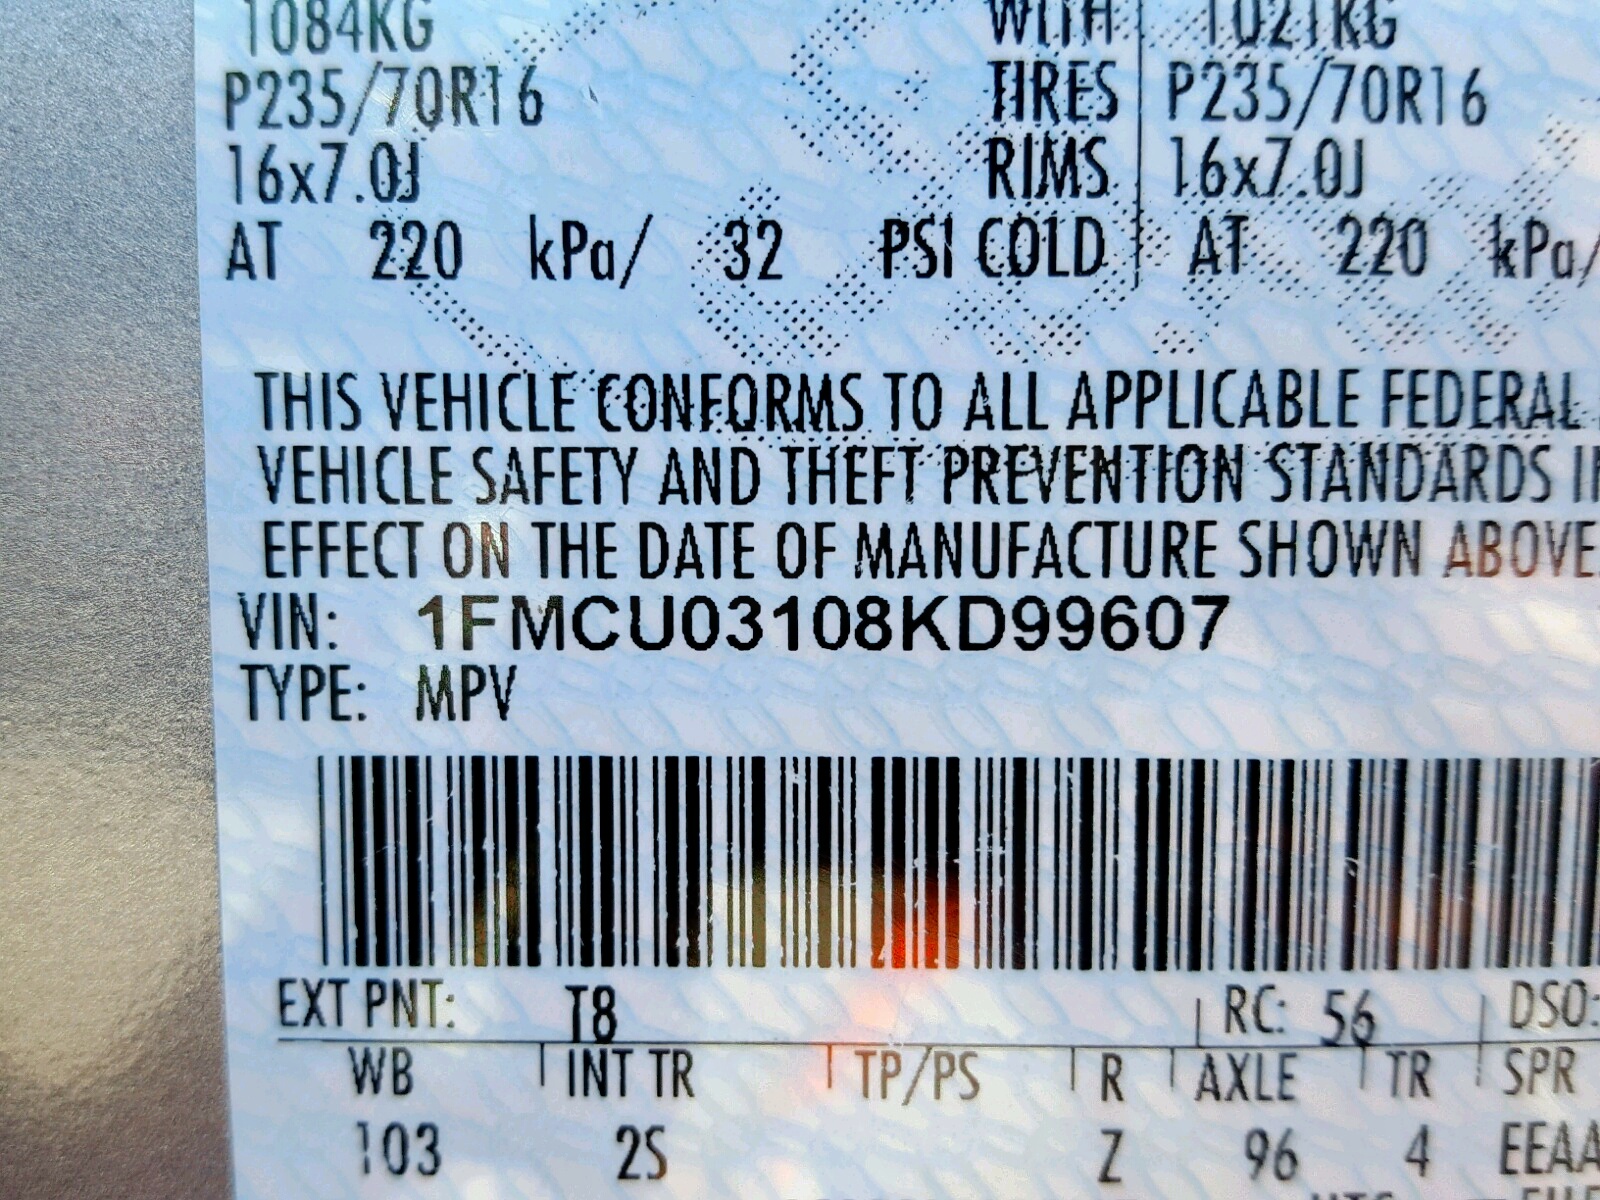 1084KG WITH 1021KG
P235/70R16 TIRES P235/70R16
16x7.0J RIMS 16x7.0J
AT 220 kPa/ 32 PSI COLD AT 220 kPa/
THIS VEHICLE CONFORMS TO ALL APPLICABLE FEDERAL
VEHICLE SAFETY AND THEFT PREVENTION STANDARDS IN
EFFECT ON THE DATE OF MANUFACTURE SHOWN ABOVE
VIN: 1FMCU03108KD99607
TYPE: MPV
EXT PNT: T8 RC: 56 DSO:
WB INT TR TP/PS R AXLE TR SPR
103 2S Z 96 4 EEAA